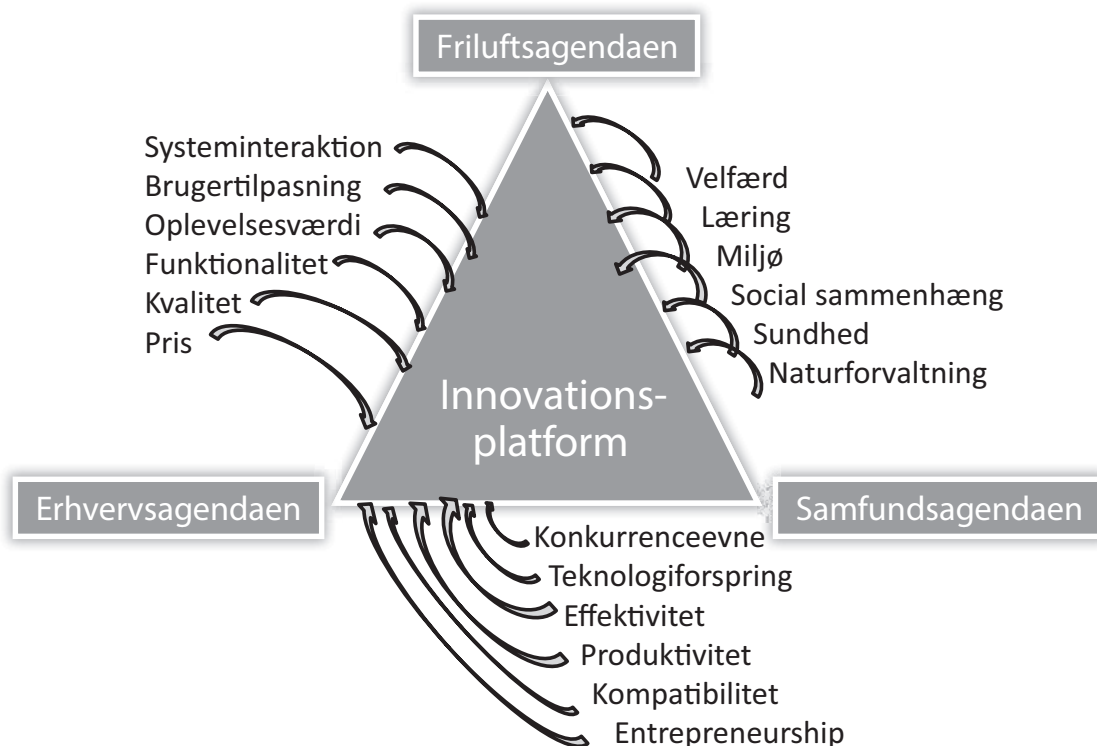 Friluftsagendaen
Systeminteraktion
Brugertilpasning
Oplevelsesværdi
Funktionalitet
Kvalitet
Pris
Velfærd
Læring
Miljø
Social sammenhæng
Sundhed
Naturforvaltning
Innovations-
platform
Erhvervsagendaen
Samfundsagendaen
Konkurrenceevne
Teknologiforspring
Effektivitet
Produktivitet
Kompatibilitet
Entrepreneurship